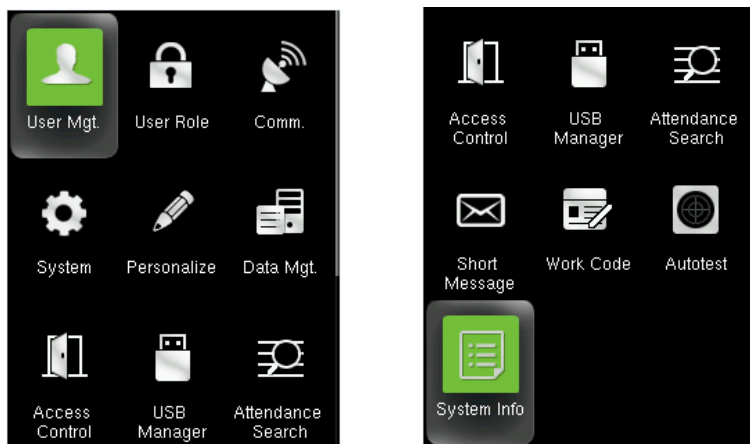 User Mgt.
User Role
Comm.
System
Personalize
Data Mgt.
Access
Control
USB
Manager
Attendance
Search
Access
Control
USB
Manager
Attendance
Search
Short
Message
Work Code
Autotest
System Info